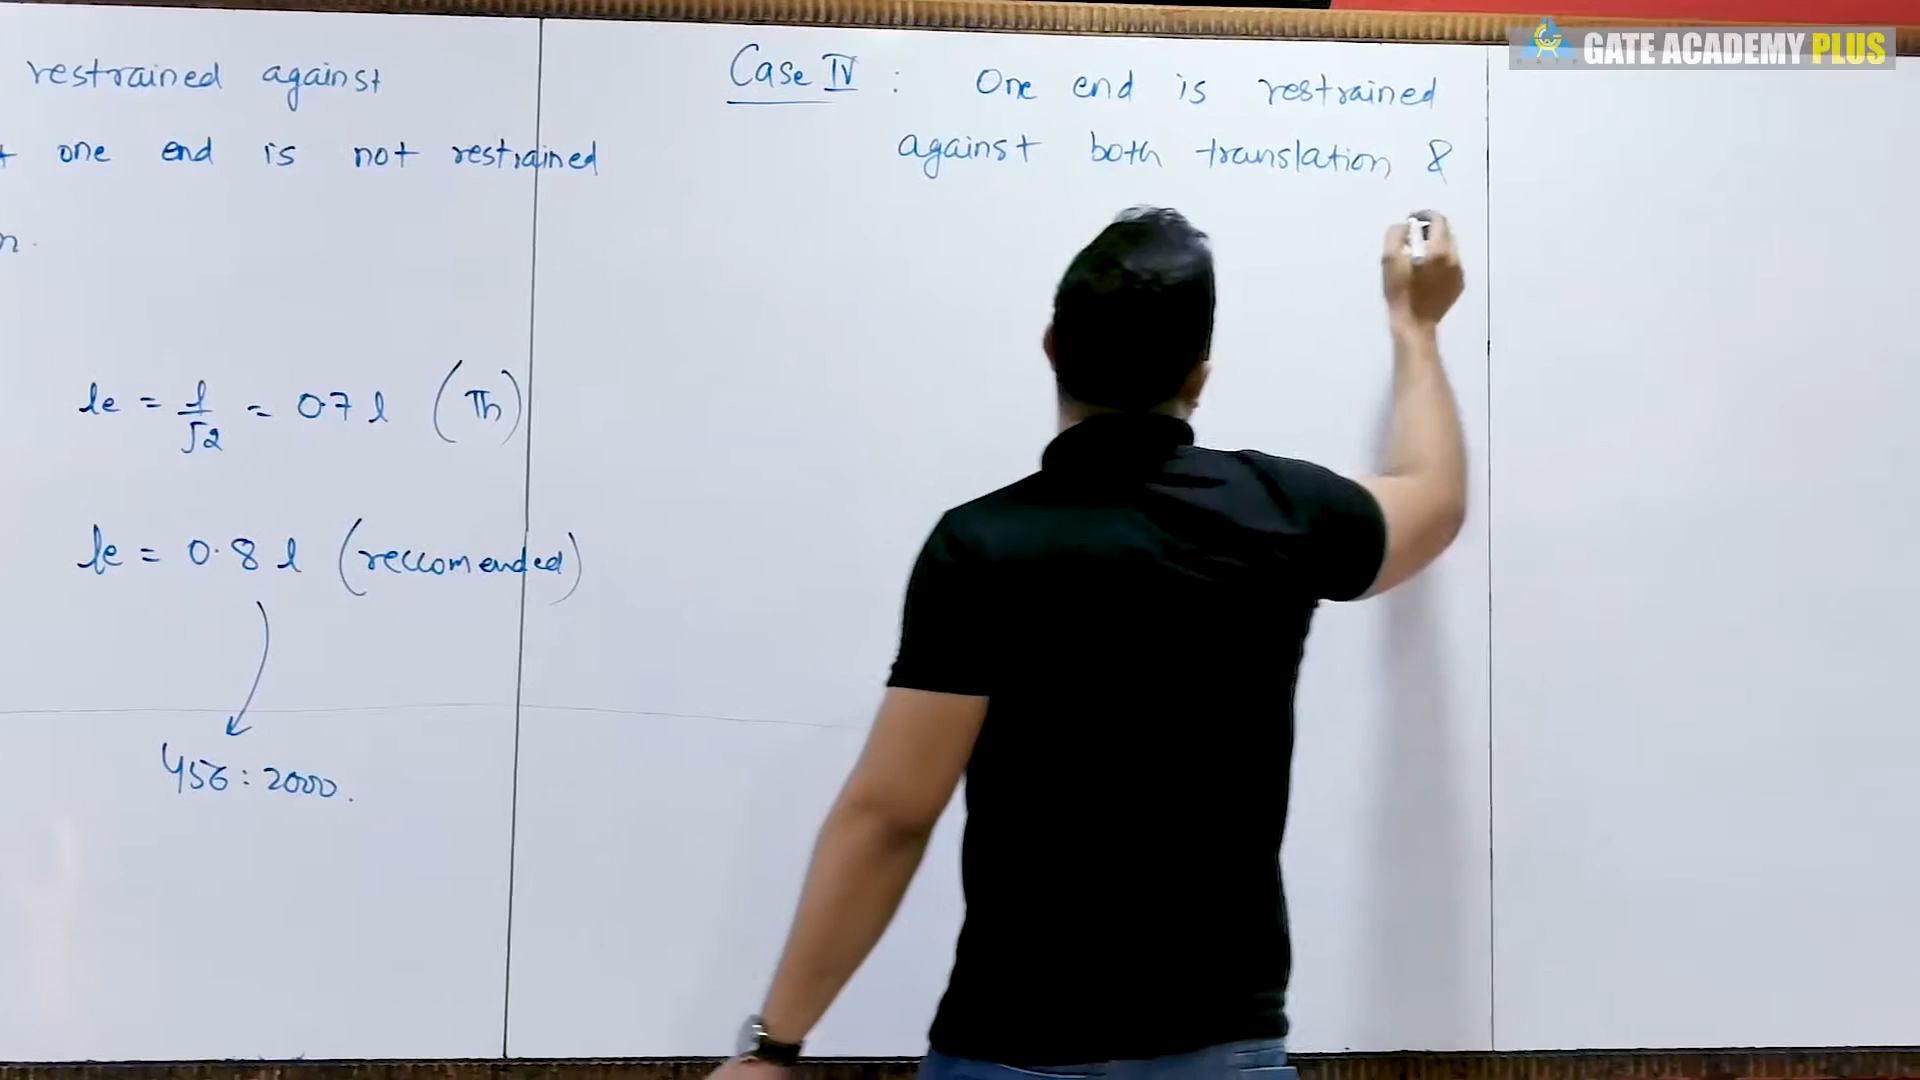 restrained against
one end is not restrained
n.
le = l/√2 = 0.7 l (Th)
le = 0.8 l (reccomended)
456 : 2000.
Case IV : One end is restrained
against both translation &
GATE ACADEMY PLUS